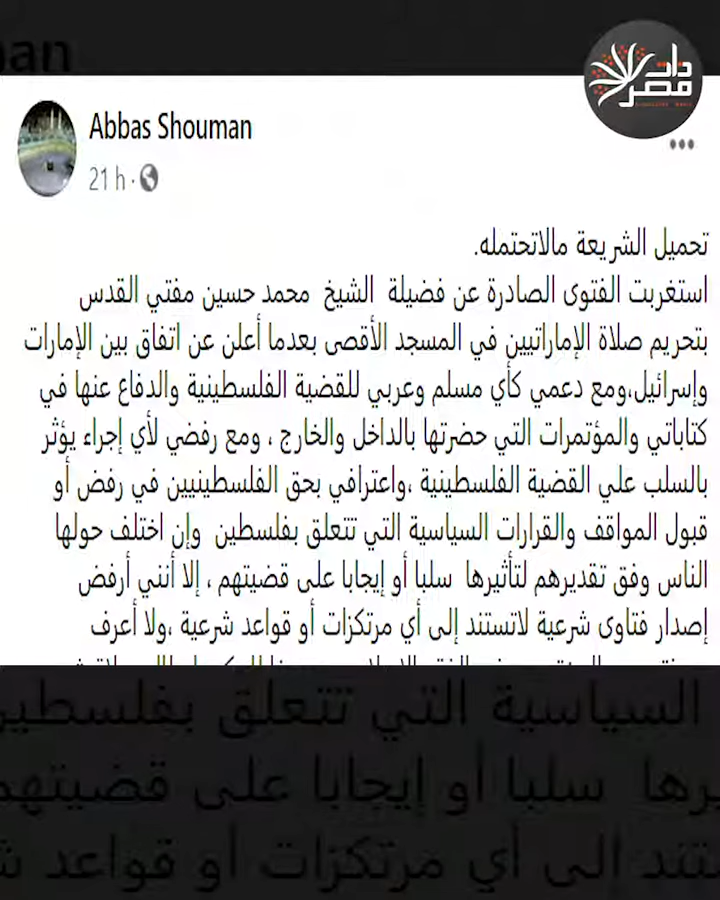 an
دار
مصر
Abbas Shouman
21 h ·
تحميل الشريعة مالاتحتمله.
استغربت الفتوى الصادرة عن فضيلة الشيخ محمد حسين مفتي القدس
بتحريم صلاة الإماراتيين في المسجد الأقصى بعدما أعلن عن اتفاق بين الإمارات
وإسرائيل،ومع دعمي كأي مسلم وعربي للقضية الفلسطينية والدفاع عنها في
كتاباتي والمؤتمرات التي حضرتها بالداخل والخارج ، ومع رفضي لأي إجراء يؤثر
بالسلب علي القضية الفلسطينية ،واعترافي بحق الفلسطينيين في رفض أو
قبول المواقف والقرارات السياسية التي تتعلق بفلسطين وإن اختلف حولها
الناس وفق تقديرهم لتأثيرها سلبا أو إيجابا على قضيتهم ، إلا أنني أرفض
إصدار فتاوى شرعية لاتستند إلى أي مرتكزات أو قواعد شرعية ،ولا أعرف
السياسية التي تتعلق بفلسطين
يرها سلبا أو إيجابا على قضيتهم
تند إلى أي مرتكزات أو قواعد ش